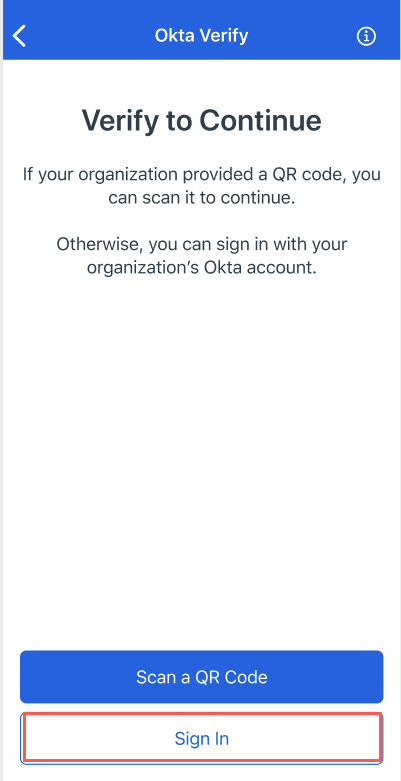 Okta Verify
Verify to Continue
If your organization provided a QR code, you
can scan it to continue.
Otherwise, you can sign in with your
organization’s Okta account.
Scan a QR Code
Sign In